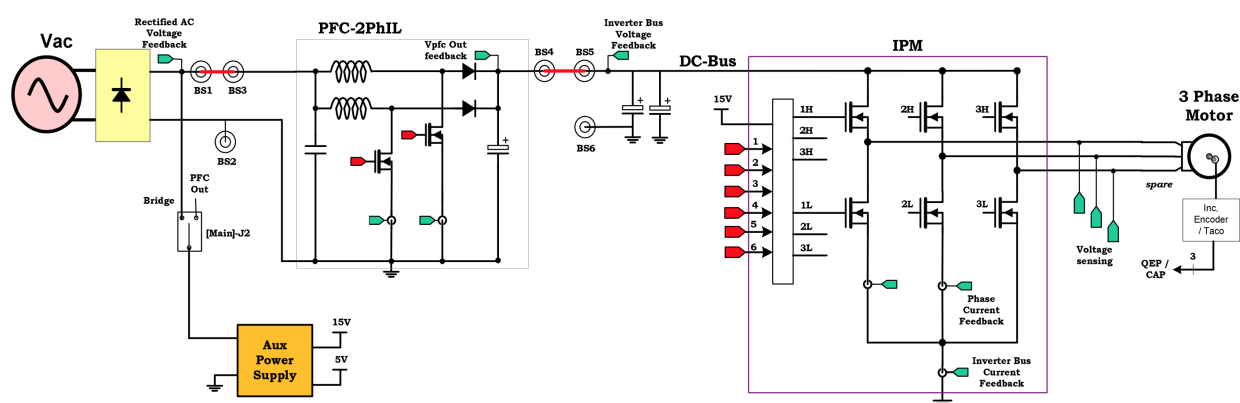 Vac
Rectified AC
Voltage
Feedback
BS1
BS3
BS2
PFC
Out
Bridge
[Main]-J2
PFC-2PhIL
Vpfc Out
feedback
BS4
BS5
Inverter Bus
Voltage
Feedback
BS6
DC-Bus
Aux
Power
Supply
15V
5V
IPM
15V
1
2
3
4
5
6
1H
2H
3H
1L
2L
3L
2H
3H
2L
3L
Phase
Current
Feedback
Inverter Bus
Current
Feedback
3 Phase
Motor
spare
Voltage
sensing
Inc.
Encoder
/ Taco
QEP /
CAP
3